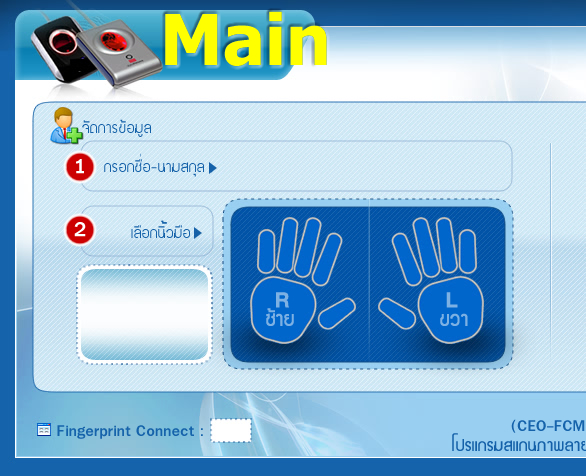 Main
จัดการข้อมูล
1 กรอกชื่อ-นามสกุล
2 เลือกนิ้วมือ
R L
ซ้าย ขวา
Fingerprint Connect :
(CEO-FCM
โปรแกรมสแกนภาพลาย